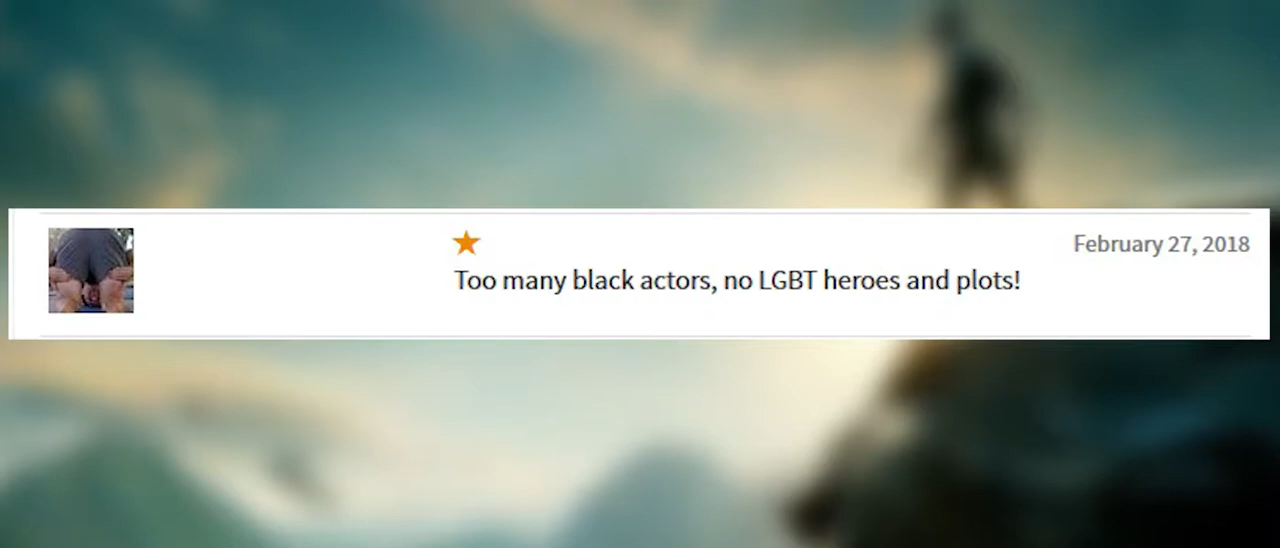 February 27, 2018
Too many black actors, no LGBT heroes and plots!